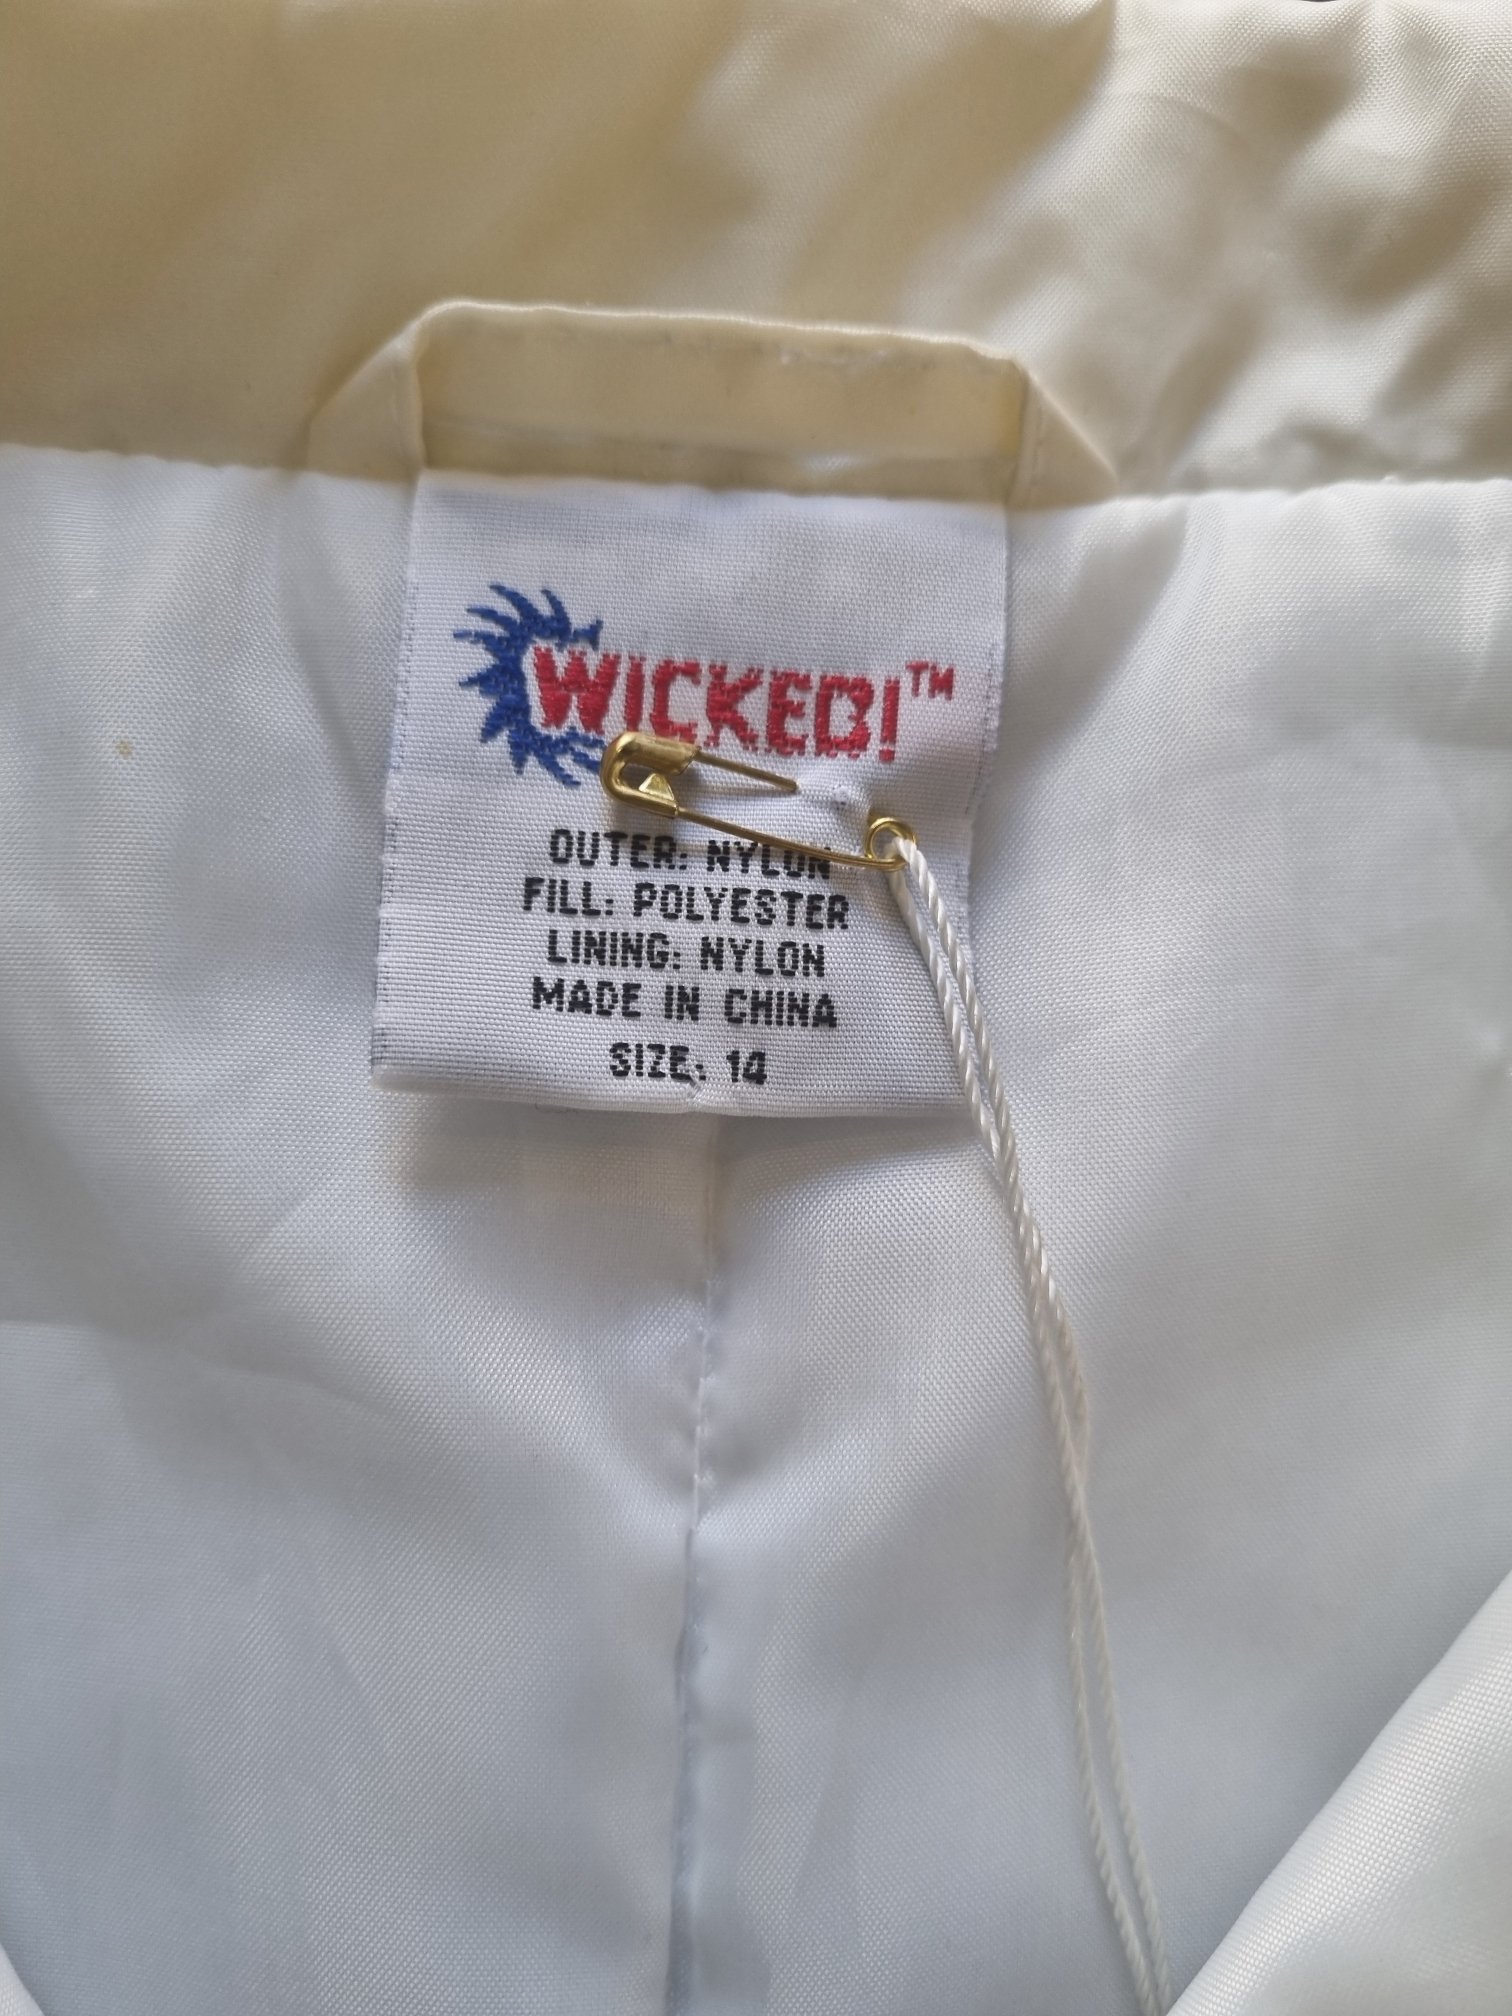 WICKED!™
OUTER: NYLON
FILL: POLYESTER
LINING: NYLON
MADE IN CHINA
SIZE: 14